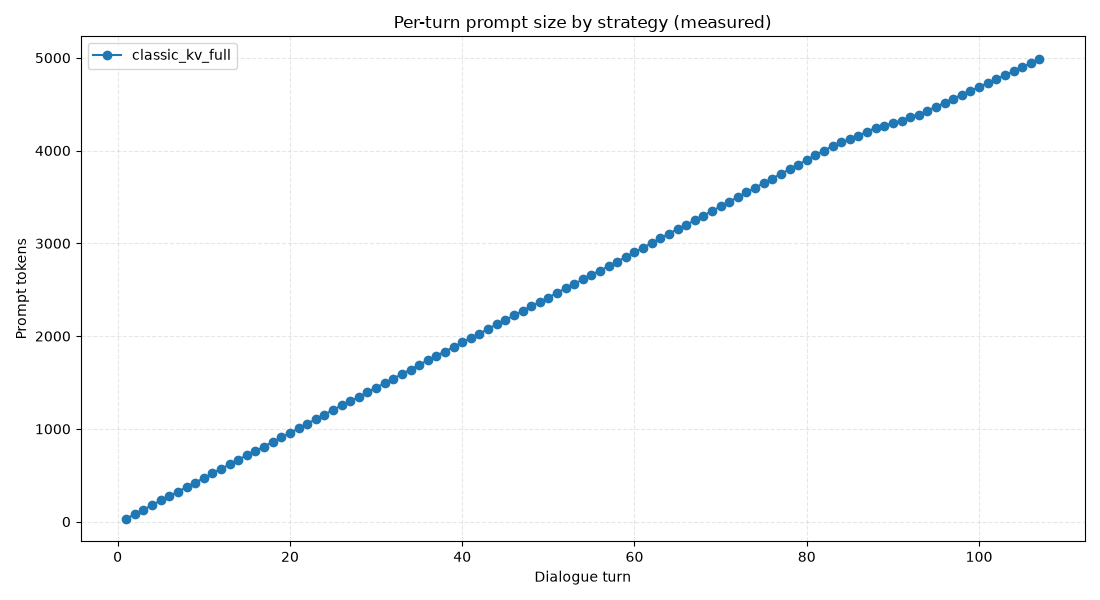 Per-turn prompt size by strategy (measured)
classic_kv_full
Prompt tokens
5000
4000
3000
2000
1000
0
0 20 40 60 80 100
Dialogue turn